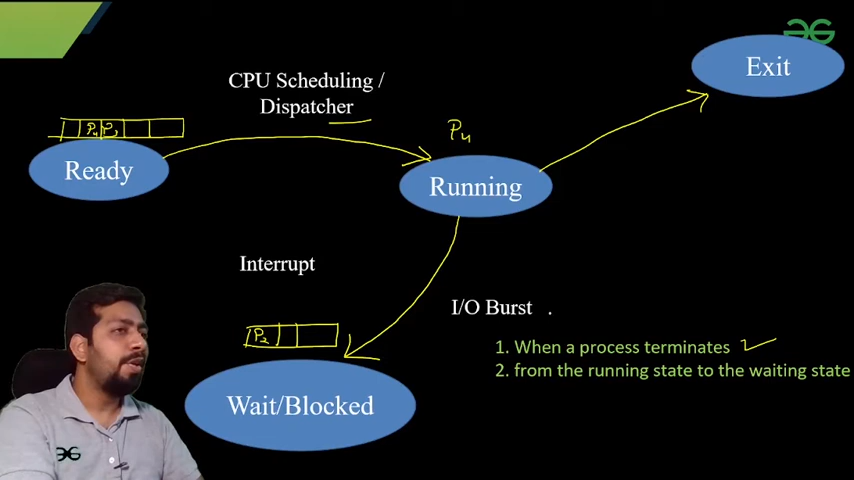 CPU Scheduling /
Dispatcher
Exit
P4 P3
P4
Ready
Running
Interrupt
I/O Burst .
P2
1. When a process terminates
2. from the running state to the waiting state
Wait/Blocked